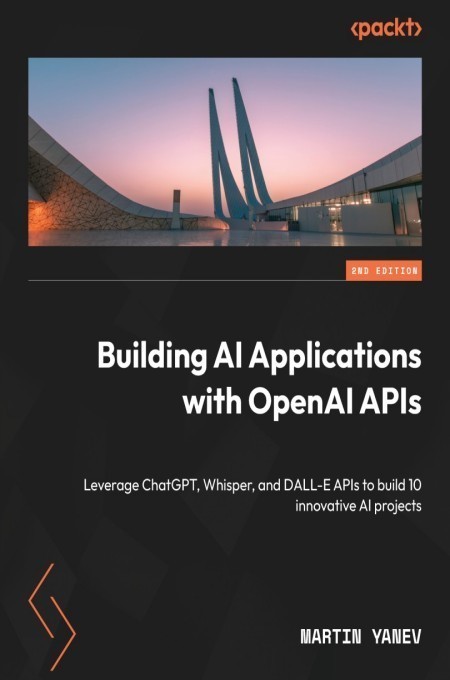 <packt>
2ND EDITION
Building AI Applications
with OpenAI APIs
Leverage ChatGPT, Whisper, and DALL-E APIs to build 10
innovative AI projects
MARTIN YANEV